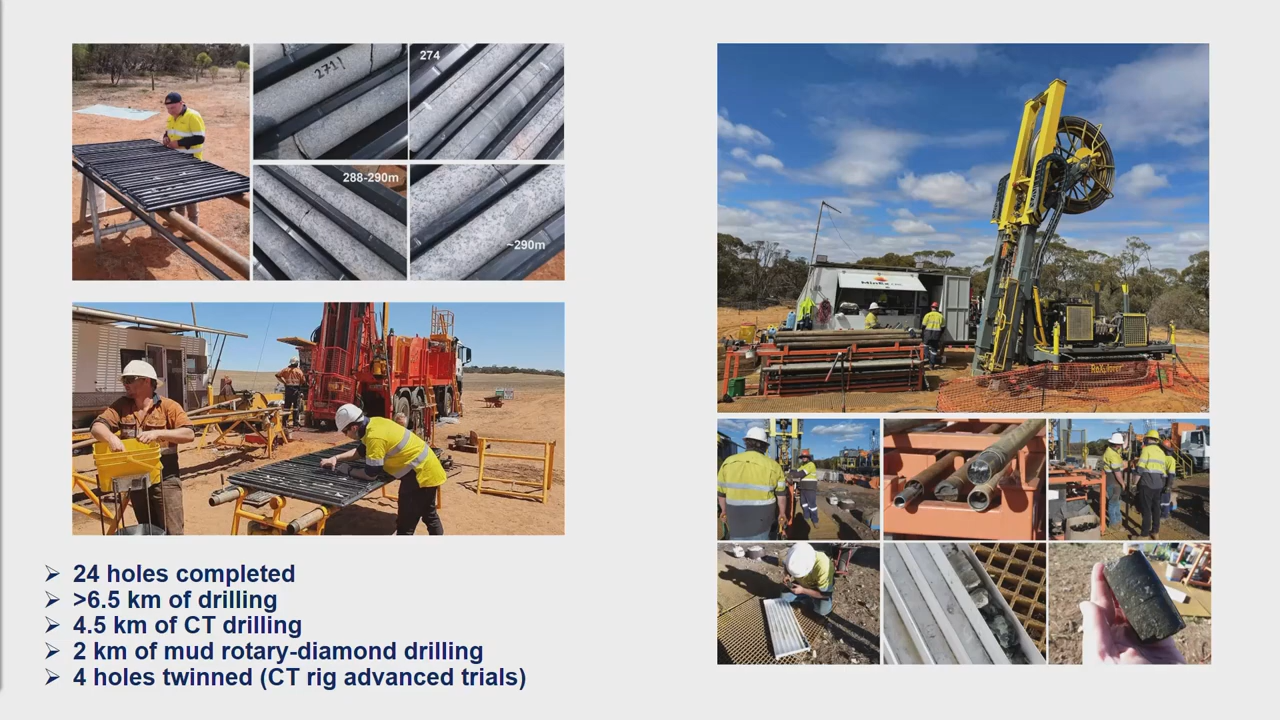 2711
274
288-290m
~290m
➢ 24 holes completed
➢ >6.5 km of drilling
➢ 4.5 km of CT drilling
➢ 2 km of mud rotary-diamond drilling
➢ 4 holes twinned (CT rig advanced trials)